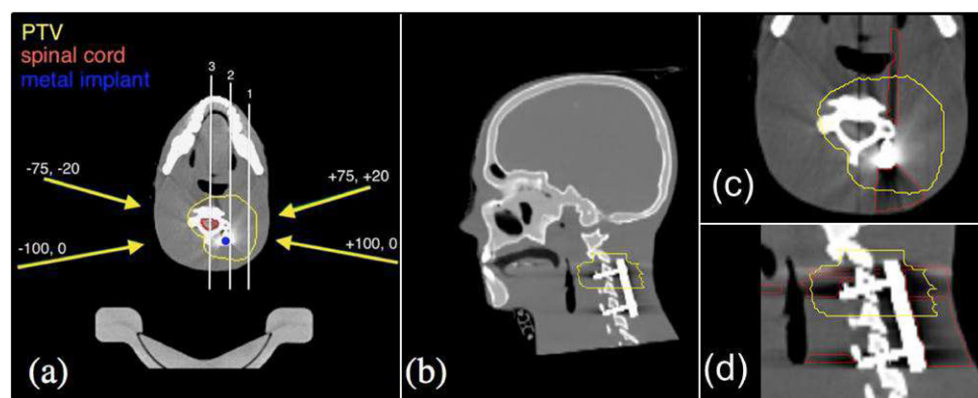 PTV
spinal cord
metal implant
3
2
1
-75, -20
+75, +20
-100, 0
+100, 0
(a)
(b)
(c)
(d)